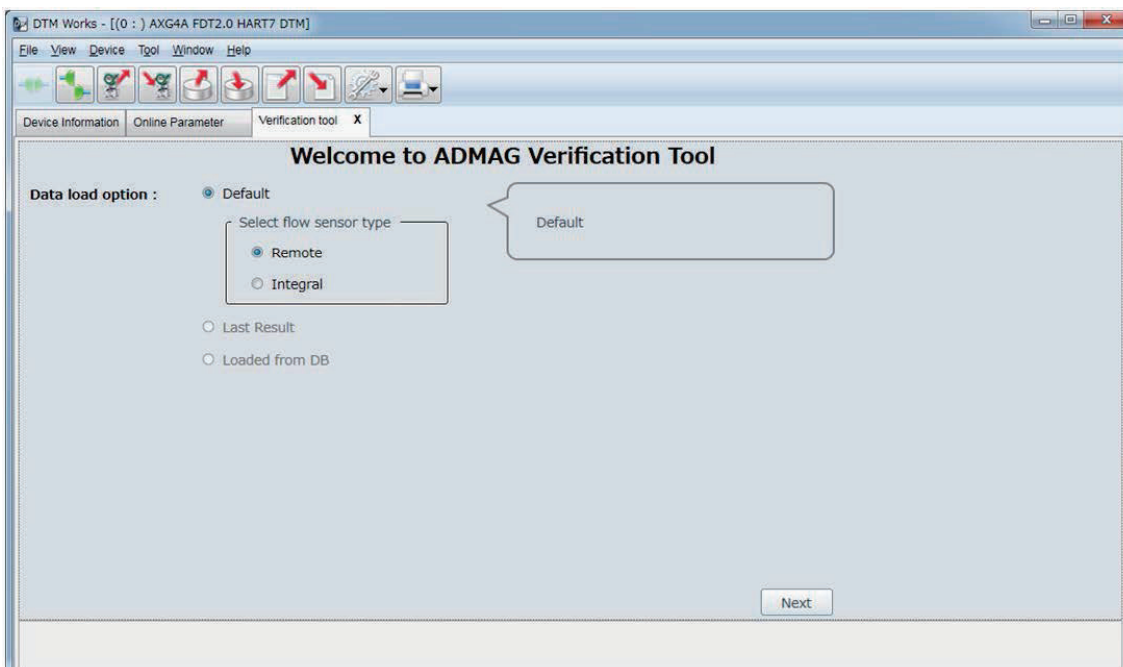 DTM Works - [(0 : ) AXG4A FDT2.0 HART7 DTM]
File View Device Tool Window Help
Device Information Online Parameter Verification tool X
Welcome to ADMAG Verification Tool
Data load option : Default Default
Select flow sensor type
Remote
Integral
Last Result
Loaded from DB
Next